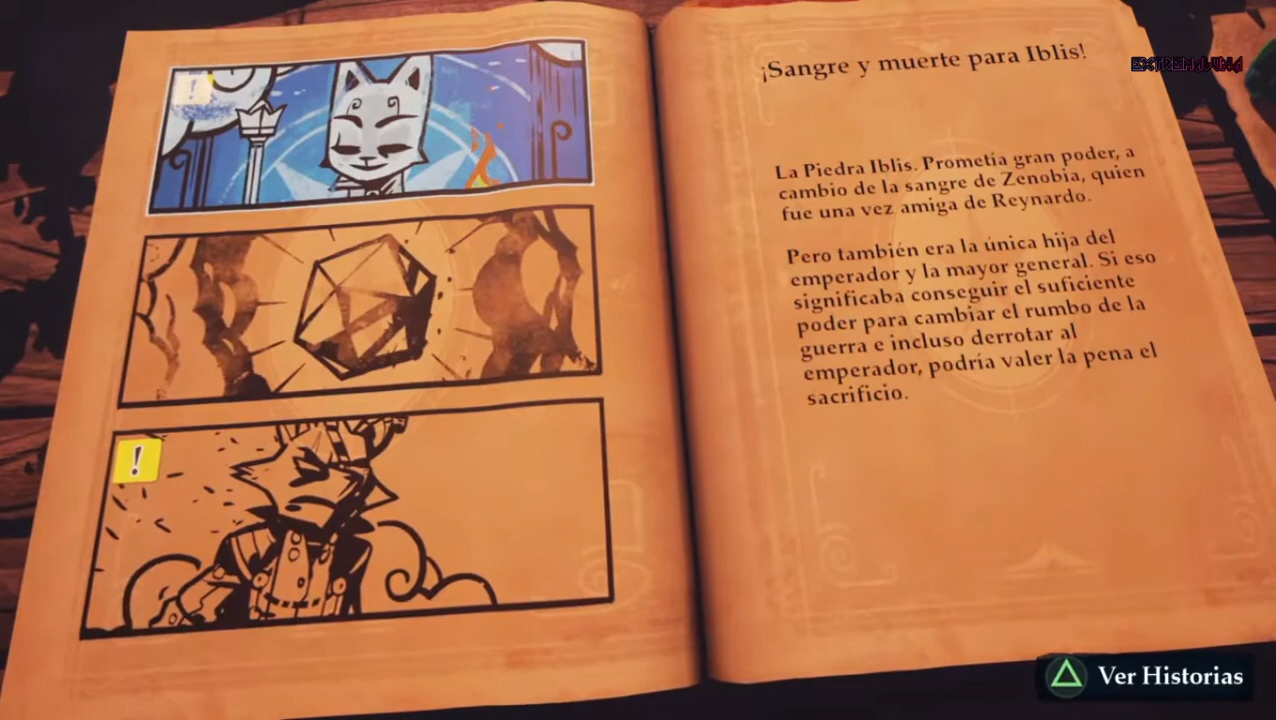 ¡Sangre y muerte para Iblis!
La Piedra Iblis. Prometía gran poder, a
cambio de la sangre de Zenobia, quien
fue una vez amiga de Reynardo.
Pero también era la única hija del
emperador y la mayor general. Si eso
significaba conseguir el suficiente
poder para cambiar el rumbo de la
guerra e incluso derrotar al
emperador, podría valer la pena el
sacrificio.
!
!
Ver Historias